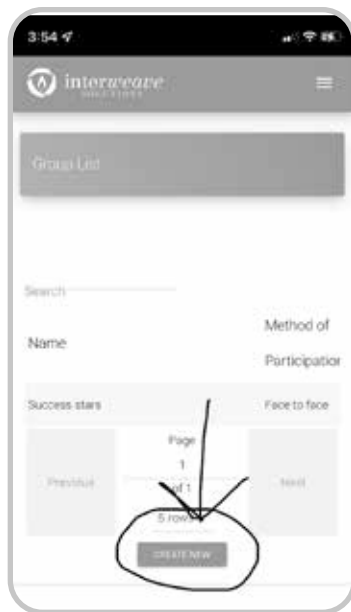 3:54
interweave
SOLUTIONS
Group List
Search
Name
Method of
Participation
Success stars
Face to face
Page
1
Previous
of 1
Next
5 rows
CREATE NEW